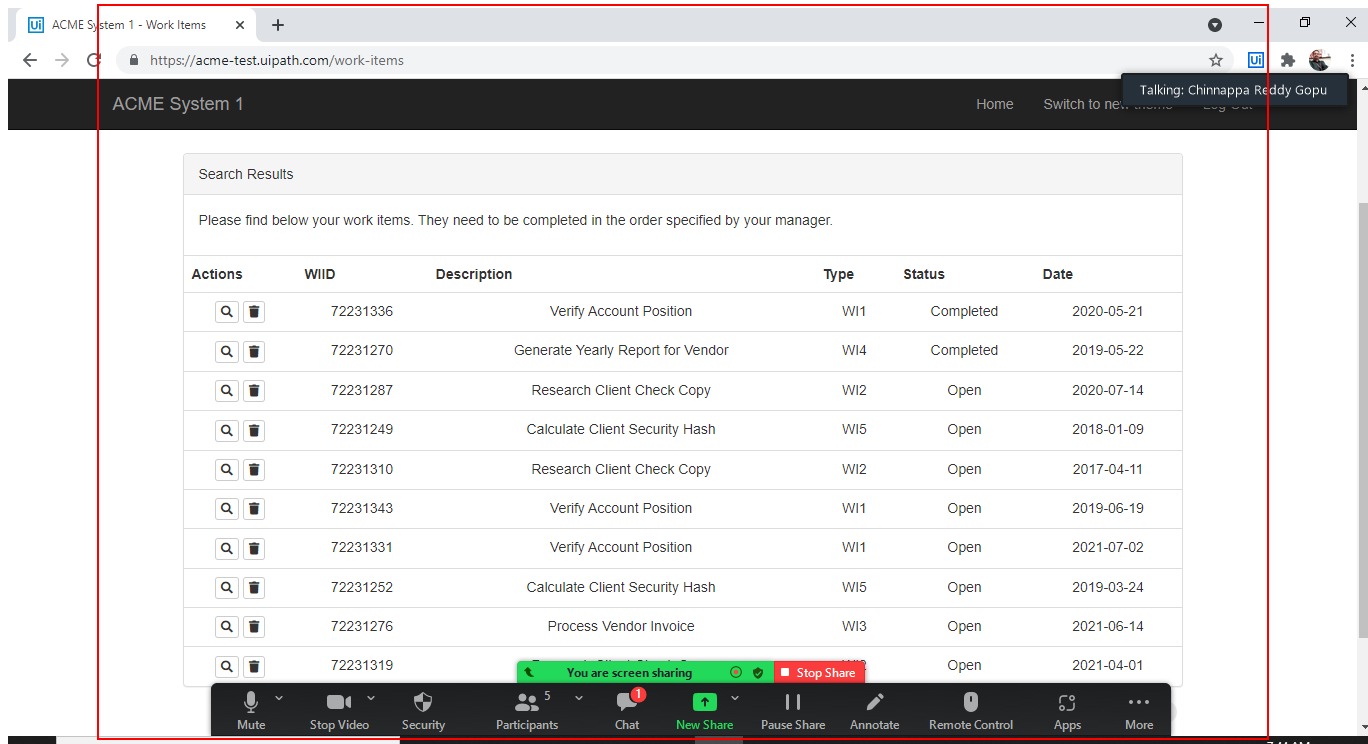 ACME System 1 - Work Items
https://acme-test.uipath.com/work-items
Talking: Chinnappa Reddy Gopu
ACME System 1 Home Switch to new theme Log Out
Search Results
Please find below your work items. They need to be completed in the order specified by your manager.
Actions WIID Description Type Status Date
72231336 Verify Account Position WI1 Completed 2020-05-21
72231270 Generate Yearly Report for Vendor WI4 Completed 2019-05-22
72231287 Research Client Check Copy WI2 Open 2020-07-14
72231249 Calculate Client Security Hash WI5 Open 2018-01-09
72231310 Research Client Check Copy WI2 Open 2017-04-11
72231343 Verify Account Position WI1 Open 2019-06-19
72231331 Verify Account Position WI1 Open 2021-07-02
72231252 Calculate Client Security Hash WI5 Open 2019-03-24
72231276 Process Vendor Invoice WI3 Open 2021-06-14
72231319 Open 2021-04-01
You are screen sharing Stop Share
5 1
Mute Stop Video Security Participants Chat New Share Pause Share Annotate Remote Control Apps More